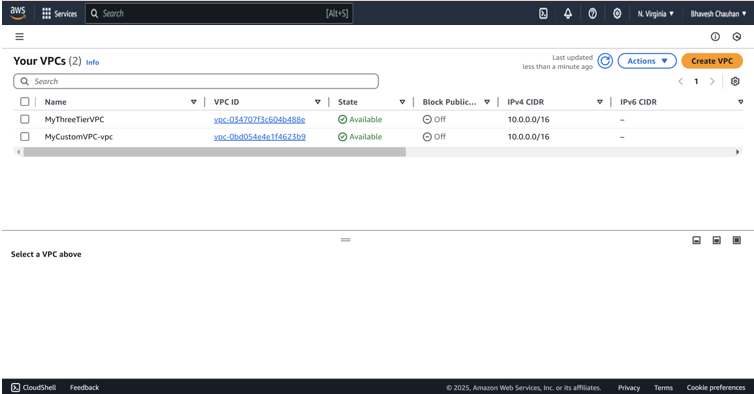 aws Services Search [Alt+S] N. Virginia ▼ Bhavesh Chauhan ▼
Your VPCs (2) Info
Last updated
less than a minute ago
Actions ▼ Create VPC
Search
1
Name VPC ID State Block Public... IPv4 CIDR IPv6 CIDR
MyThreeTierVPC vpc-034707f3c604b488e Available Off 10.0.0.0/16 –
MyCustomVPC-vpc vpc-0bd054e4e1f4623b9 Available Off 10.0.0.0/16 –
Select a VPC above
CloudShell Feedback © 2025, Amazon Web Services, Inc. or its affiliates. Privacy Terms Cookie preferences